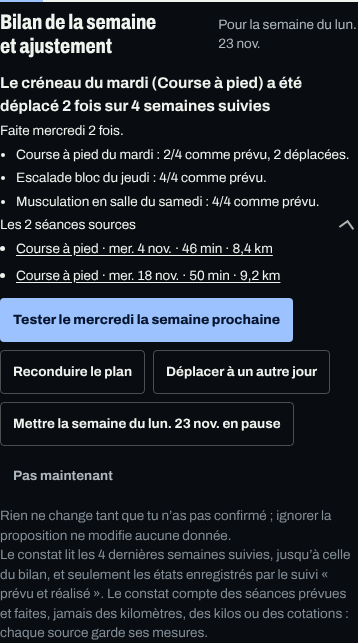 Bilan de la semaine et ajustement
Pour la semaine du lun. 23 nov.
Le créneau du mardi (Course à pied) a été
déplacé 2 fois sur 4 semaines suivies
Faite mercredi 2 fois.
• Course à pied du mardi : 2/4 comme prévu, 2 déplacées.
• Escalade bloc du jeudi : 4/4 comme prévu.
• Musculation en salle du samedi : 4/4 comme prévu.
Les 2 séances sources
• Course à pied · mer. 4 nov. · 46 min · 8,4 km
• Course à pied · mer. 18 nov. · 50 min · 9,2 km
Tester le mercredi la semaine prochaine
Reconduire le plan
Déplacer à un autre jour
Mettre la semaine du lun. 23 nov. en pause
Pas maintenant
Rien ne change tant que tu n’as pas confirmé ; ignorer la
proposition ne modifie aucune donnée.
Le constat lit les 4 dernières semaines suivies, jusqu’à celle
du bilan, et seulement les états enregistrés par le suivi «
prévu et réalisé ». Le constat compte des séances prévues
et faites, jamais des kilomètres, des kilos ou des cotations :
chaque source garde ses mesures.